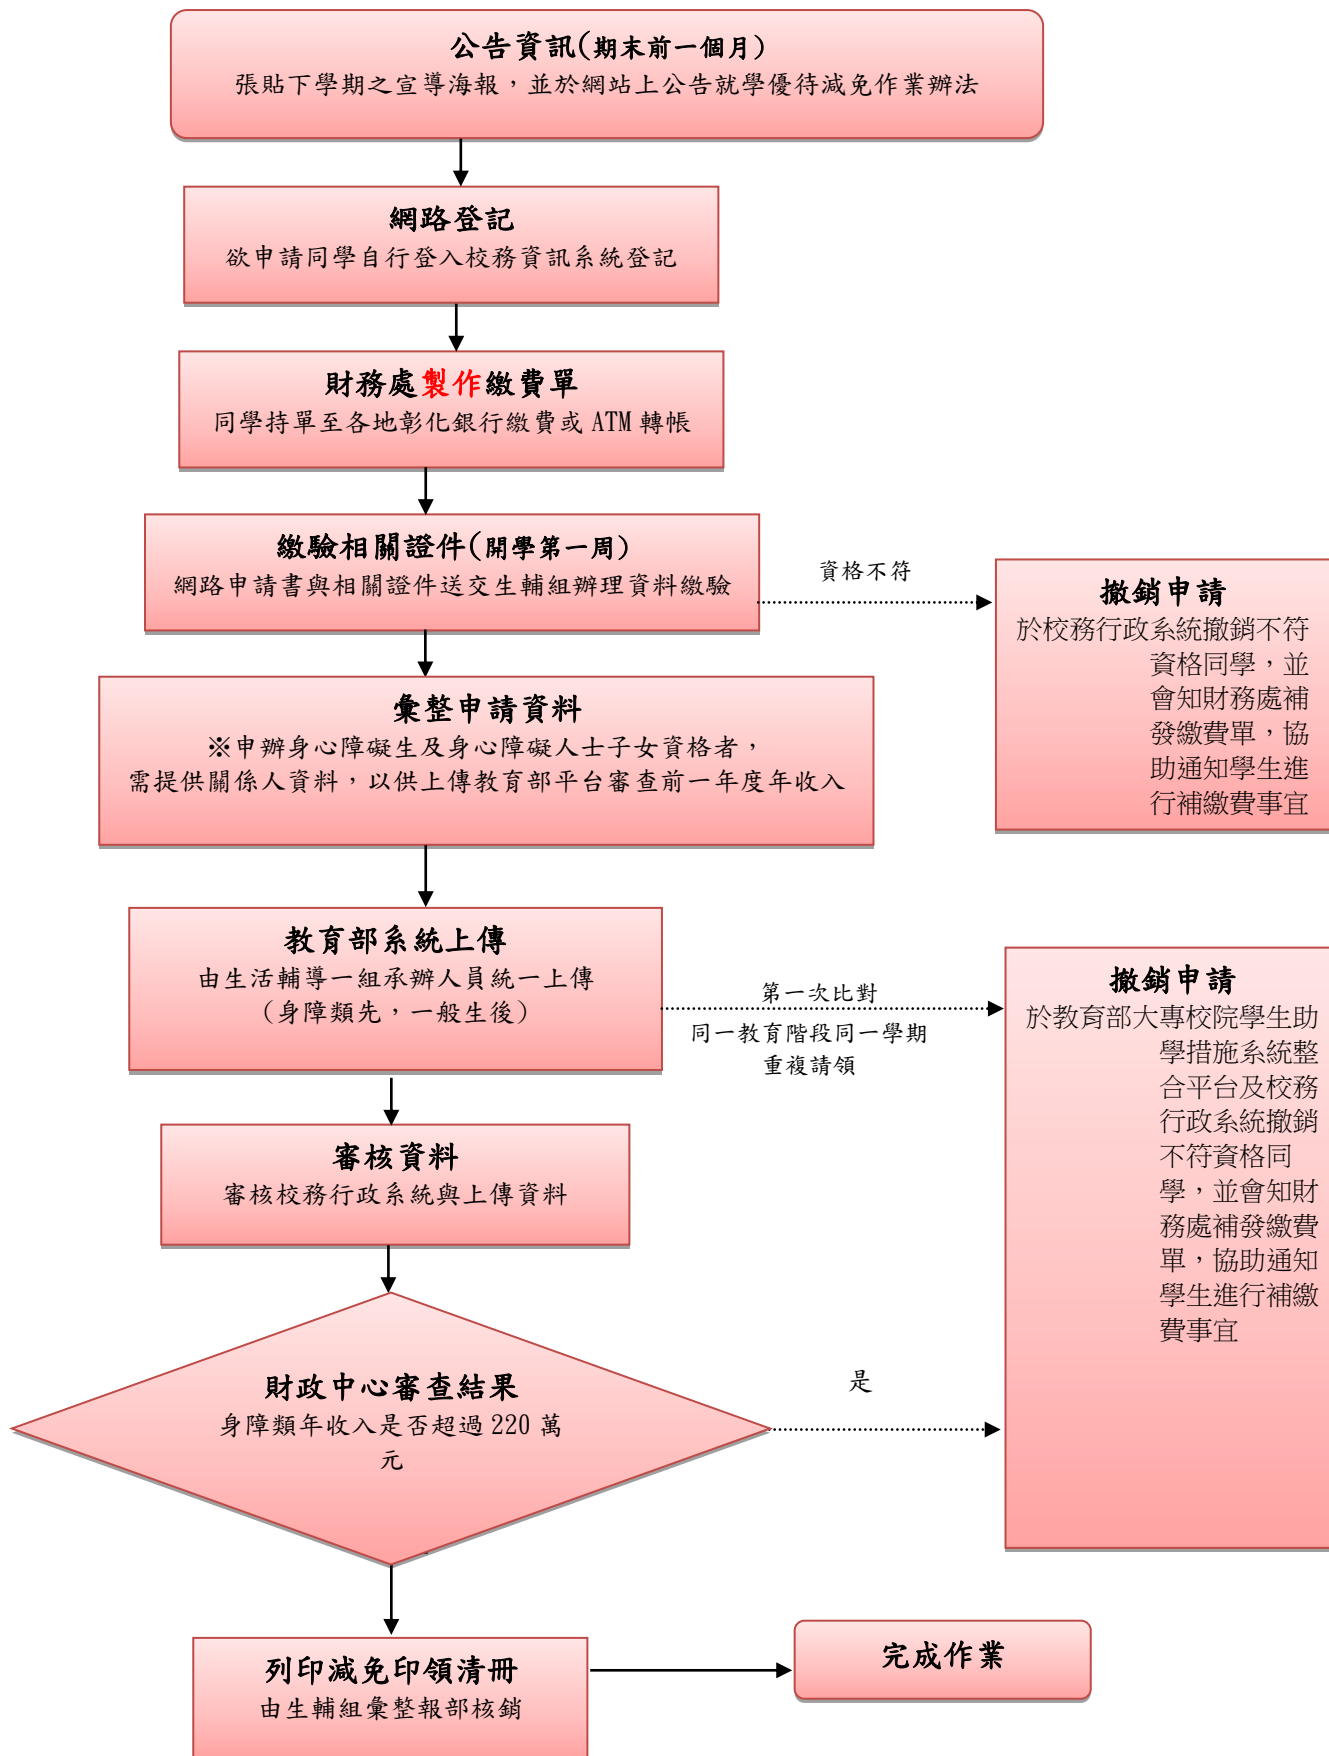 公告資訊(期末前一個月)
張貼下學期之宣導海報，並於網站上公告就學優待減免作業辦法
網路登記
欲申請同學自行登入校務資訊系統登記
財務處製作繳費單
同學持單至各地彰化銀行繳費或 ATM 轉帳
繳驗相關證件(開學第一周)
網路申請書與相關證件送交生輔組辦理資料繳驗
資格不符
撤銷申請
於校務行政系統撤銷不符
資格同學，並
會知財務處補
發繳費單，協
助通知學生進
行補繳費事宜
彙整申請資料
※申辦身心障礙生及身心障礙人士子女資格者，
需提供關係人資料，以供上傳教育部平台審查前一年度年收入
教育部系統上傳
由生活輔導一組承辦人員統一上傳
（身障類先，一般生後）
第一次比對
同一教育階段同一學期
重複請領
撤銷申請
於教育部大專校院學生助
學措施系統整
合平台及校務
行政系統撤銷
不符資格同
學，並會知財
務處補發繳費
單，協助通知
學生進行補繳
費事宜
審核資料
審核校務行政系統與上傳資料
財政中心審查結果
身障類年收入是否超過 220 萬
元
是
列印減免印領清冊
由生輔組彙整報部核銷
完成作業